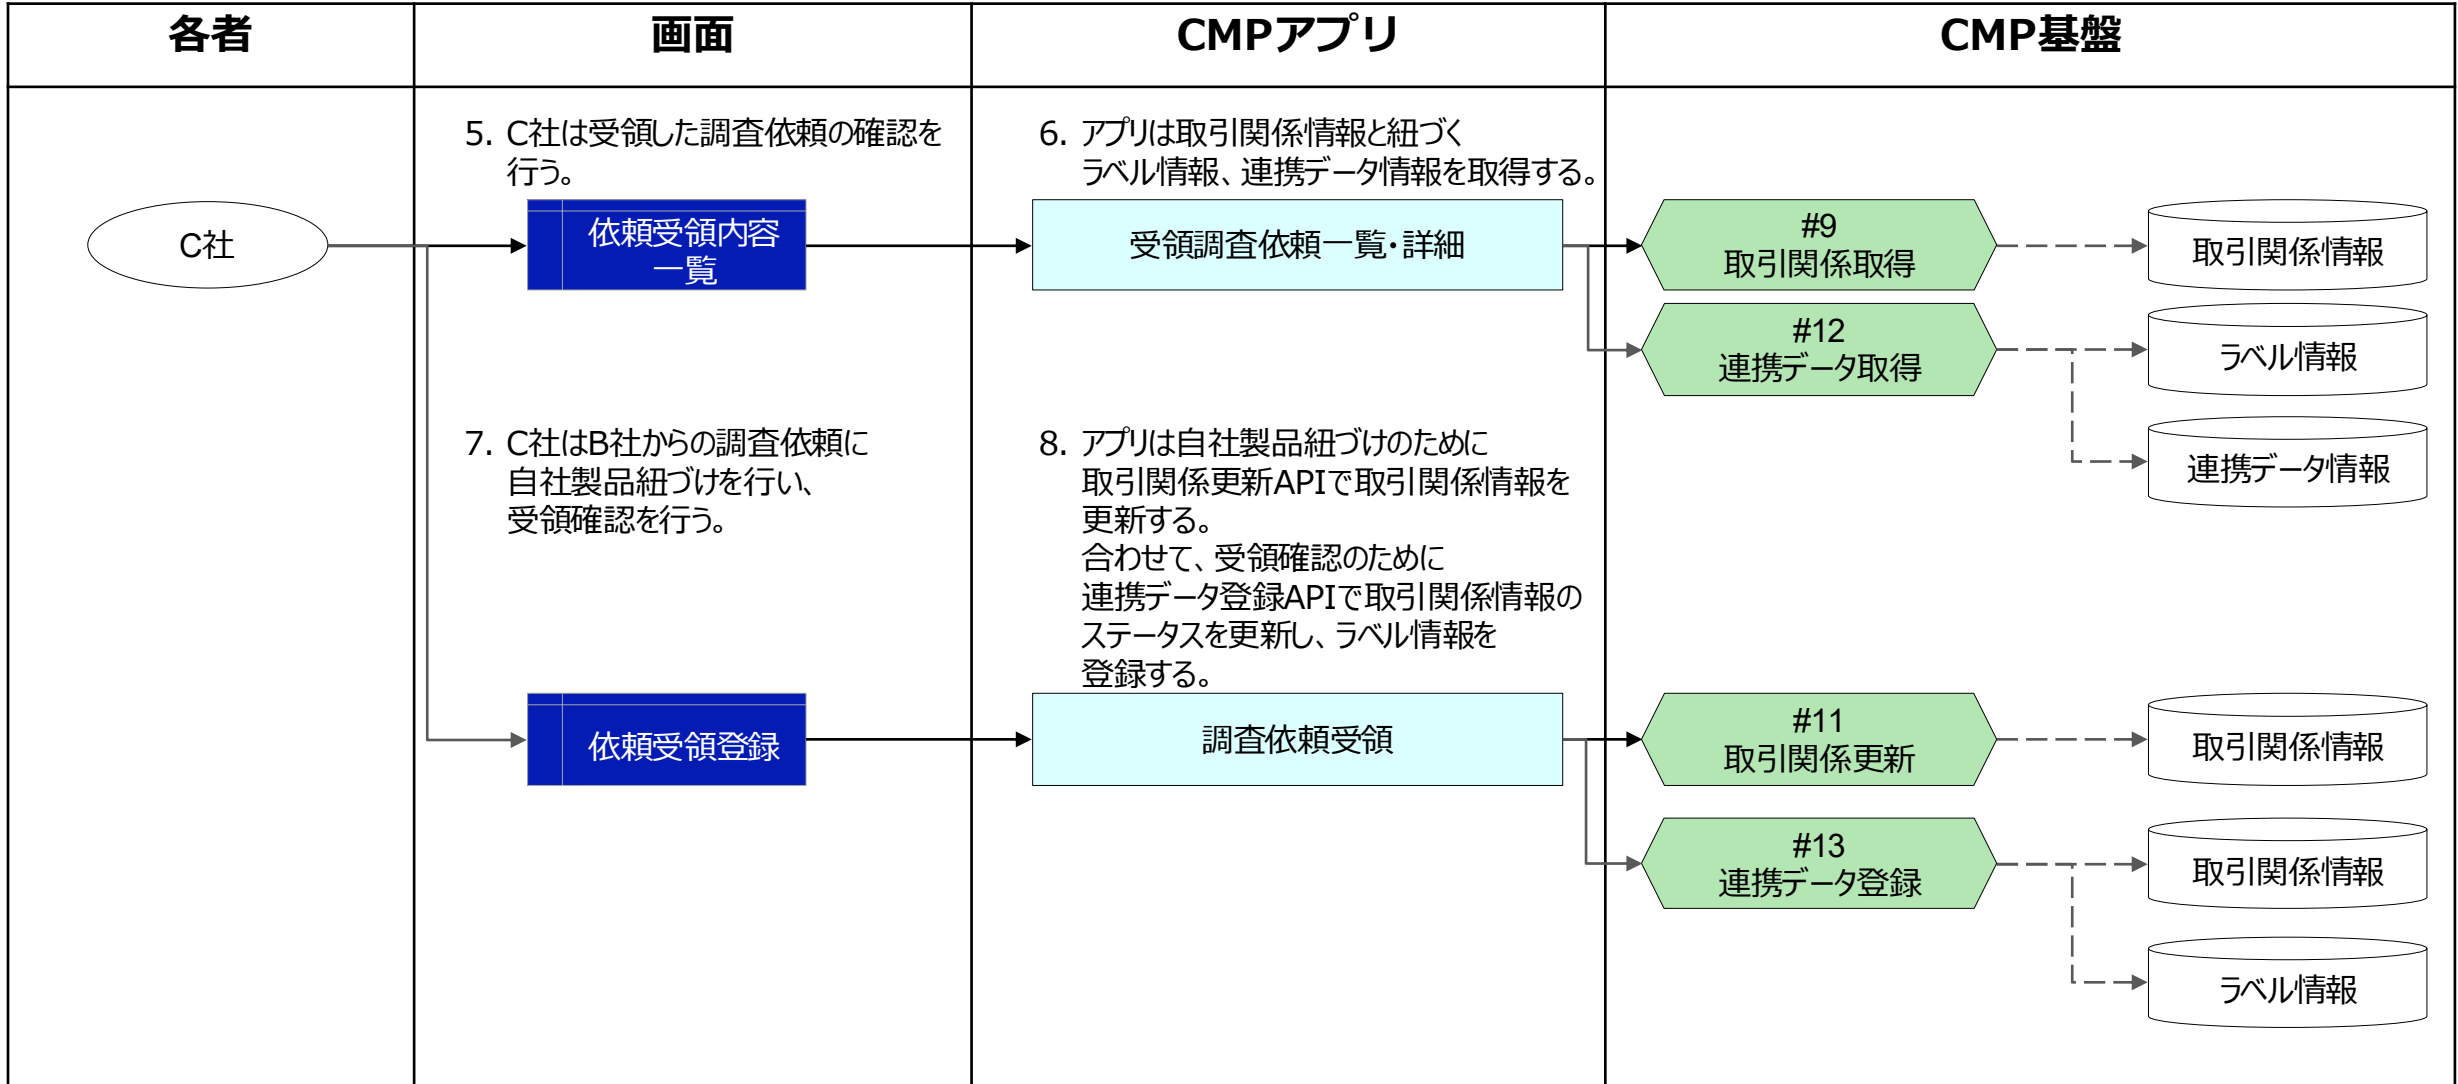 各者
画面
CMPアプリ
CMP基盤
5. C社は受領した調査依頼の確認を
行う。
6. アプリは取引関係情報と紐づく
ラベル情報、連携データ情報を取得する。
C社
依頼受領内容
一覧
受領調査依頼一覧・詳細
#9
取引関係取得
取引関係情報
#12
連携データ取得
ラベル情報
連携データ情報
7. C社はB社からの調査依頼に
自社製品紐づけを行い、
受領確認を行う。
8. アプリは自社製品紐づけのために
取引関係更新APIで取引関係情報を
更新する。
合わせて、受領確認のために
連携データ登録APIで取引関係情報の
ステータスを更新し、ラベル情報を
登録する。
依頼受領登録
調査依頼受領
#11
取引関係更新
取引関係情報
#13
連携データ登録
取引関係情報
ラベル情報